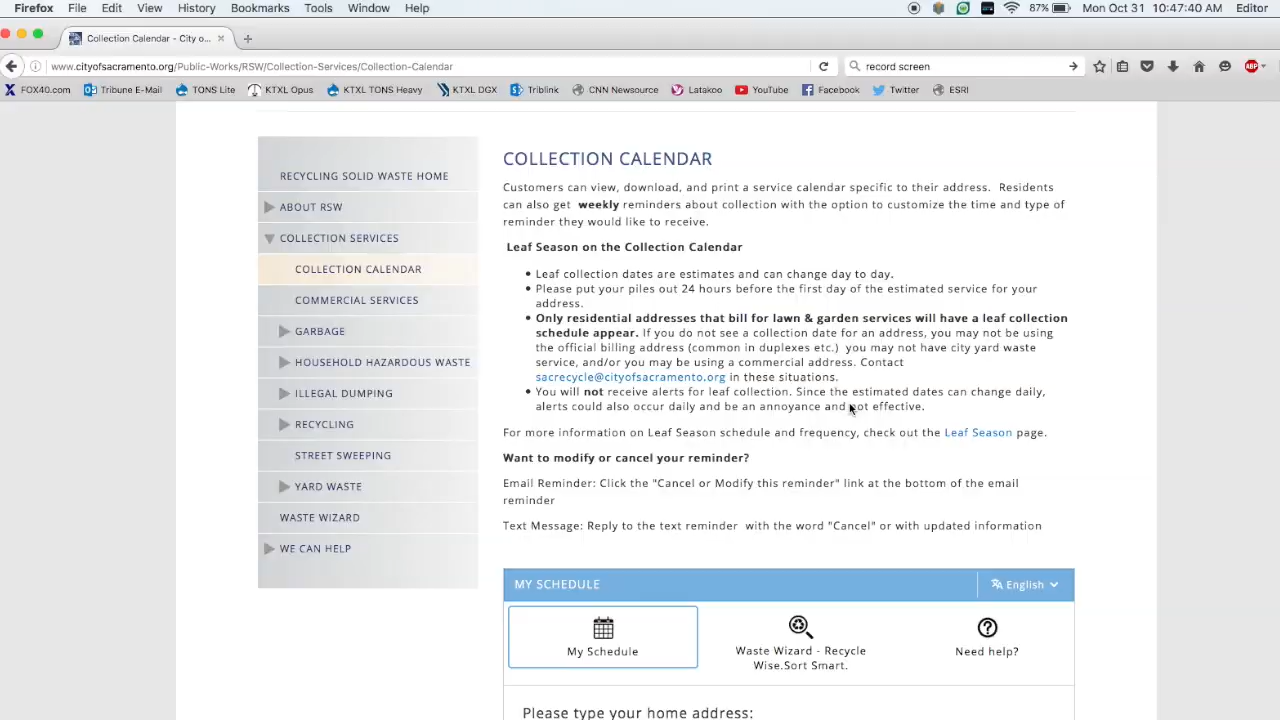 Firefox File Edit View History Bookmarks Tools Window Help 87% Mon Oct 31 10:47:40 AM Editor
Collection Calendar - City o...
www.cityofsacramento.org/Public-Works/RSW/Collection-Services/Collection-Calendar record screen ABP
FOX40.com Tribune E-Mail TONS Lite KTXL Opus KTXL TONS Heavy KTXL DGX Triblink CNN Newsource Latakoo YouTube Facebook Twitter ESRI
RECYCLING SOLID WASTE HOME
ABOUT RSW
COLLECTION SERVICES
COLLECTION CALENDAR
COMMERCIAL SERVICES
GARBAGE
HOUSEHOLD HAZARDOUS WASTE
ILLEGAL DUMPING
RECYCLING
STREET SWEEPING
YARD WASTE
WASTE WIZARD
WE CAN HELP
COLLECTION CALENDAR
Customers can view, download, and print a service calendar specific to their address. Residents
can also get weekly reminders about collection with the option to customize the time and type of
reminder they would like to receive.
Leaf Season on the Collection Calendar
• Leaf collection dates are estimates and can change day to day.
• Please put your piles out 24 hours before the first day of the estimated service for your
address.
• Only residential addresses that bill for lawn & garden services will have a leaf collection
schedule appear. If you do not see a collection date for an address, you may not be using
the official billing address (common in duplexes etc.) you may not have city yard waste
service, and/or you may be using a commercial address. Contact
sacrecycle@cityofsacramento.org in these situations.
• You will not receive alerts for leaf collection. Since the estimated dates can change daily,
alerts could also occur daily and be an annoyance and not effective.
For more information on Leaf Season schedule and frequency, check out the Leaf Season page.
Want to modify or cancel your reminder?
Email Reminder: Click the "Cancel or Modify this reminder" link at the bottom of the email
reminder
Text Message: Reply to the text reminder with the word "Cancel" or with updated information
MY SCHEDULE English
My Schedule
Waste Wizard - Recycle
Wise.Sort Smart.
Need help?
Please type your home address: